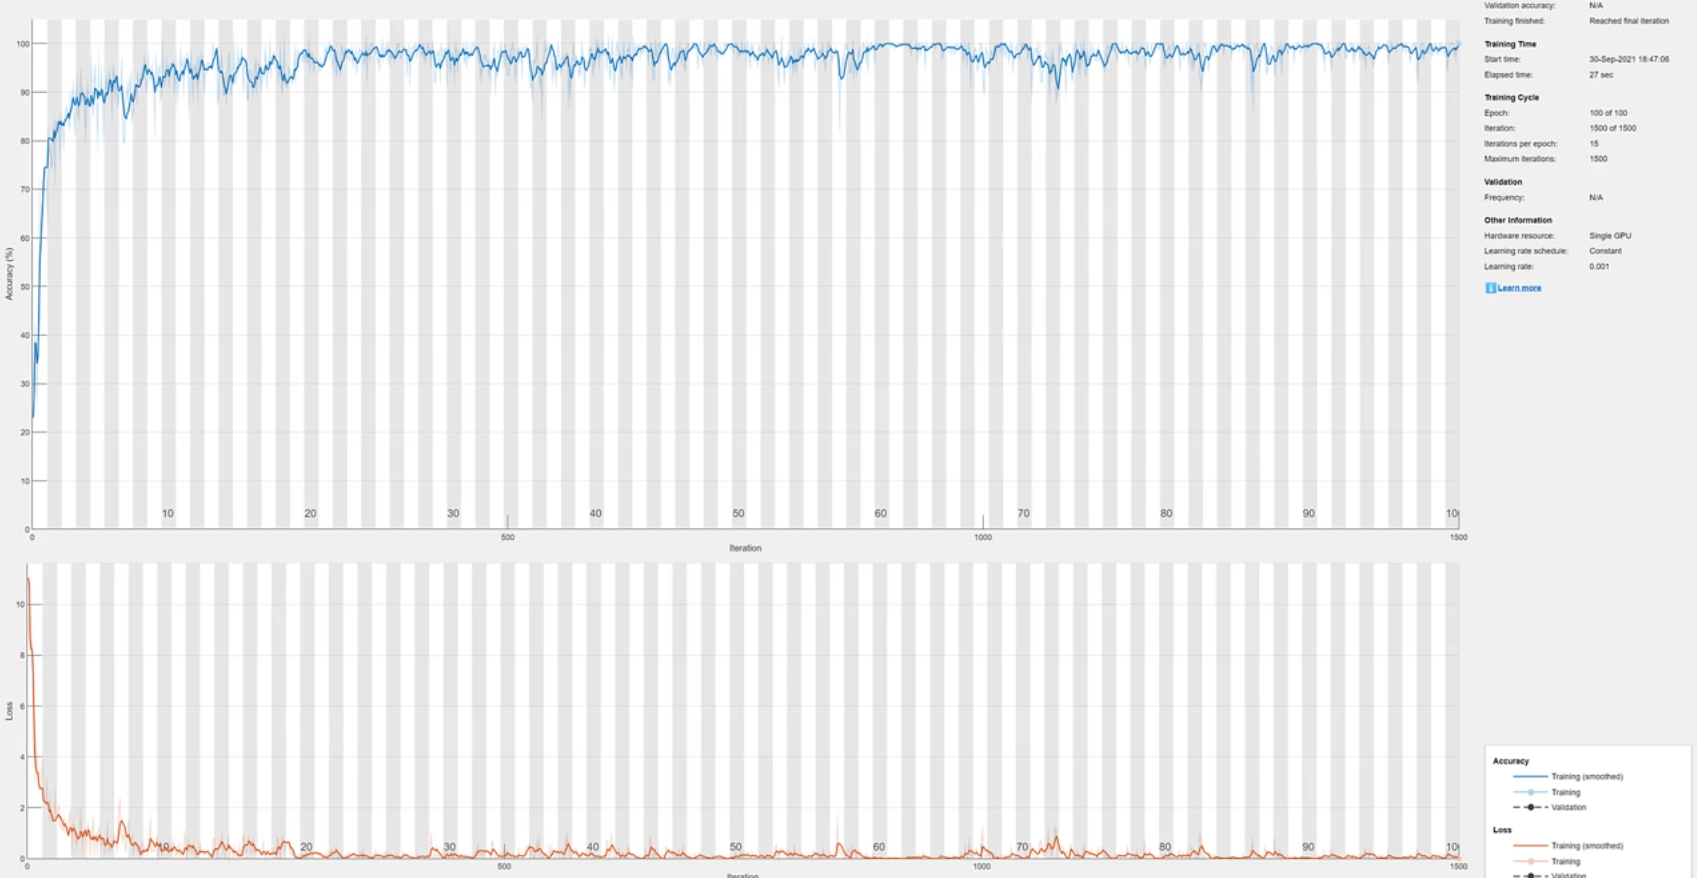 Validation accuracy: N/A
Training finished: Reached final iteration
Training Time
Start time: 30-Sep-2021 18:47:06
Elapsed time: 27 sec
Training Cycle
Epoch: 100 of 100
Iteration: 1500 of 1500
Iterations per epoch: 15
Maximum iterations: 1500
Validation
Frequency: N/A
Other Information
Hardware resource: Single GPU
Learning rate schedule: Constant
Learning rate: 0.001
Learn more
Accuracy (%)
100
90
80
70
60
50
40
30
20
10
0
10 20 30 40 50 60 70 80 90 10
0 500 1000 1500
Iteration
Loss
10
8
6
4
2
0
10 20 30 40 50 60 70 80 90 10
0 500 1000 1500
Iteration
Accuracy
Training (smoothed)
Training
Validation
Loss
Training (smoothed)
Training
Validation